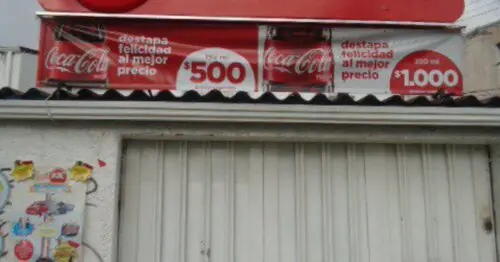 Coca-Cola
destapa
felicidad
al mejor
precio
$500
Coca-Cola
destapa
felicidad
al mejor
precio
$1.000